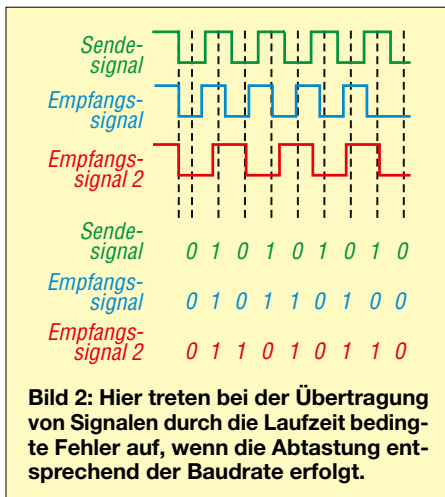 Sende-
signal
Empfangs-
signal
Empfangs-
signal 2
Sende-
signal 0 1 0 1 0 1 0 1 0
Empfangs-
signal 0 1 0 1 1 0 1 0 0
Empfangs-
signal 2 0 1 1 0 1 0 1 1 0
Bild 2: Hier treten bei der Übertragung
von Signalen durch die Laufzeit beding-
te Fehler auf, wenn die Abtastung ent-
sprechend der Baudrate erfolgt.